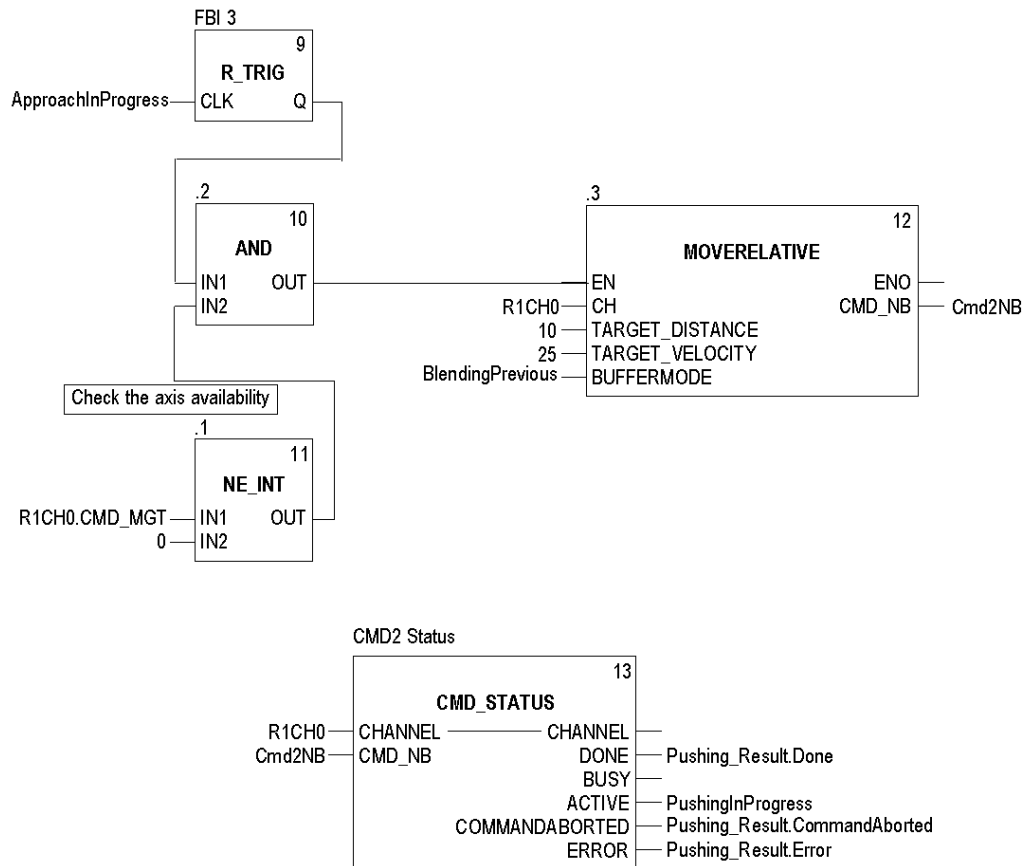 FBI 3
9
R_TRIG
ApproachInProgress CLK Q
.2
10
AND
IN1 OUT
IN2
.3
12
MOVERELATIVE
EN ENO
R1CH0 CH CMD_NB Cmd2NB
10 TARGET_DISTANCE
25 TARGET_VELOCITY
BlendingPrevious BUFFERMODE
Check the axis availability
.1
11
NE_INT
R1CH0.CMD_MGT IN1 OUT
0 IN2
CMD2 Status
13
CMD_STATUS
R1CH0 CHANNEL CHANNEL
Cmd2NB CMD_NB DONE Pushing_Result.Done
BUSY
ACTIVE PushingInProgress
COMMANDABORTED Pushing_Result.CommandAborted
ERROR Pushing_Result.Error